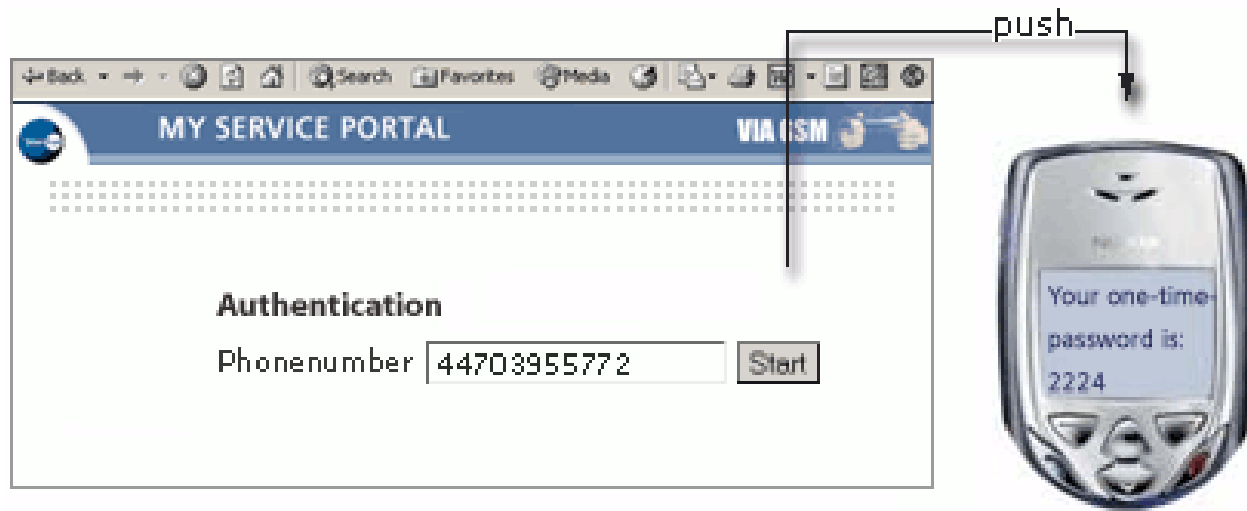 push
Back Search Favorites Media
MY SERVICE PORTAL VIA GSM
Authentication
Phonenumber 44703955772 Start
Your one-time-
password is:
2224